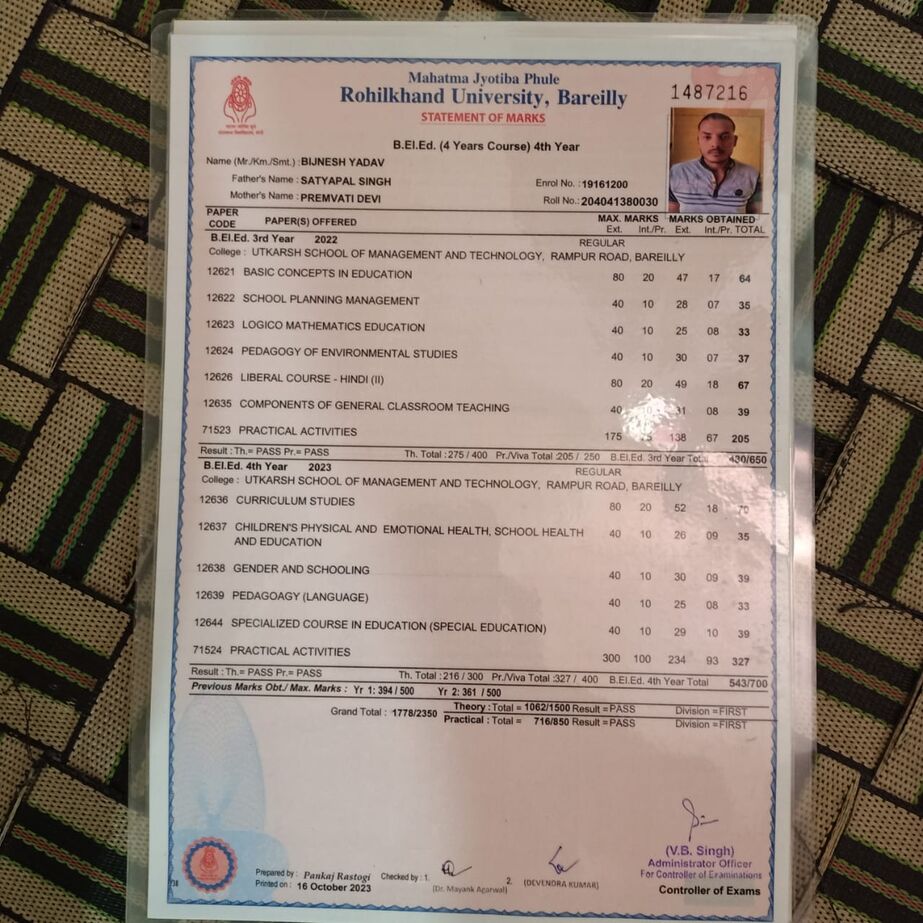 Mahatma Jyotiba Phule
Rohilkhand University, Bareilly
1487216
STATEMENT OF MARKS
B.El.Ed. (4 Years Course) 4th Year
Name (Mr./Km./Smt.) : BIJNESH YADAV
Father's Name : SATYAPAL SINGH Enrol No. : 19161200
Mother's Name : PREMVATI DEVI Roll No.: 204041380030
PAPER CODE PAPER(S) OFFERED MAX. MARKS MARKS OBTAINED
Ext. Int./Pr. Ext. Int./Pr. TOTAL
B.El.Ed. 3rd Year 2022 REGULAR
College : UTKARSH SCHOOL OF MANAGEMENT AND TECHNOLOGY, RAMPUR ROAD, BAREILLY
12621 BASIC CONCEPTS IN EDUCATION 80 20 47 17 64
12622 SCHOOL PLANNING MANAGEMENT 40 10 28 07 35
12623 LOGICO MATHEMATICS EDUCATION 40 10 25 08 33
12624 PEDAGOGY OF ENVIRONMENTAL STUDIES 40 10 30 07 37
12626 LIBERAL COURSE - HINDI (II) 80 20 49 18 67
12635 COMPONENTS OF GENERAL CLASSROOM TEACHING 40 08 39
71523 PRACTICAL ACTIVITIES 175 138 67 205
Result : Th.= PASS Pr.= PASS Th. Total :275 / 400 Pr./Viva Total :205 / 250 B.El.Ed. 3rd Year Total 480/650
B.El.Ed. 4th Year 2023 REGULAR
College : UTKARSH SCHOOL OF MANAGEMENT AND TECHNOLOGY, RAMPUR ROAD, BAREILLY
12636 CURRICULUM STUDIES 80 20 52 18 70
12637 CHILDREN'S PHYSICAL AND EMOTIONAL HEALTH, SCHOOL HEALTH 40 10 26 09 35
AND EDUCATION
12638 GENDER AND SCHOOLING 40 10 30 09 39
12639 PEDAGOAGY (LANGUAGE) 40 10 25 08 33
12644 SPECIALIZED COURSE IN EDUCATION (SPECIAL EDUCATION) 40 10 29 10 39
71524 PRACTICAL ACTIVITIES 300 100 234 93 327
Result : Th.= PASS Pr.= PASS Th. Total :216 / 300 Pr./Viva Total :327 / 400 B.El.Ed. 4th Year Total 543/700
Previous Marks Obt./ Max. Marks : Yr 1: 394 / 500 Yr 2: 361 / 500
Grand Total : 1778/2350 Theory : Total = 1062/1500 Result =PASS Division =FIRST
Practical : Total = 716/850 Result =PASS Division =FIRST
(V.B. Singh)
Administrator Officer
For Controller of Examinations
Controller of Exams
Prepared by : Pankaj Rastogi Checked by : 1. 2.
(Dr. Mayank Agarwal) (DEVENDRA KUMAR)
Printed on : 16 October 2023